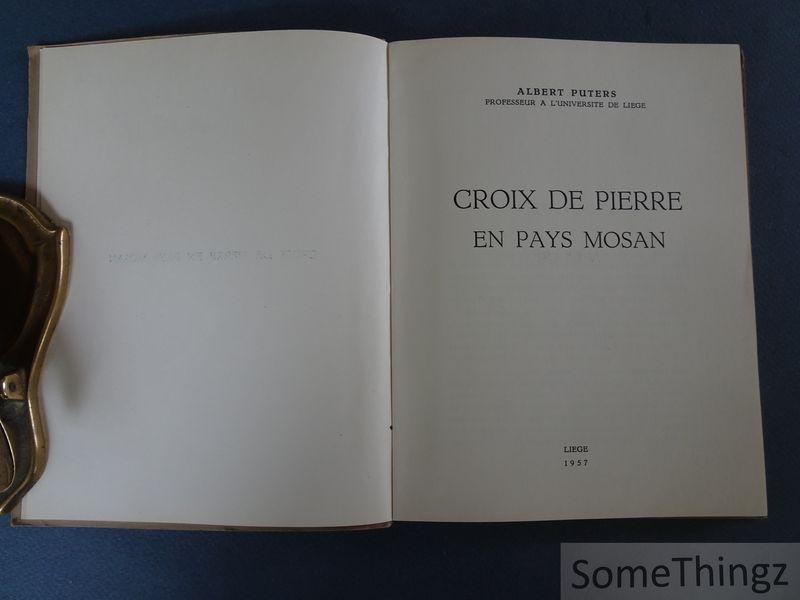 ALBERT PUTERS
PROFESSEUR A L'UNIVERSITE DE LIEGE
CROIX DE PIERRE
EN PAYS MOSAN
LIEGE
1957
SomeThingz